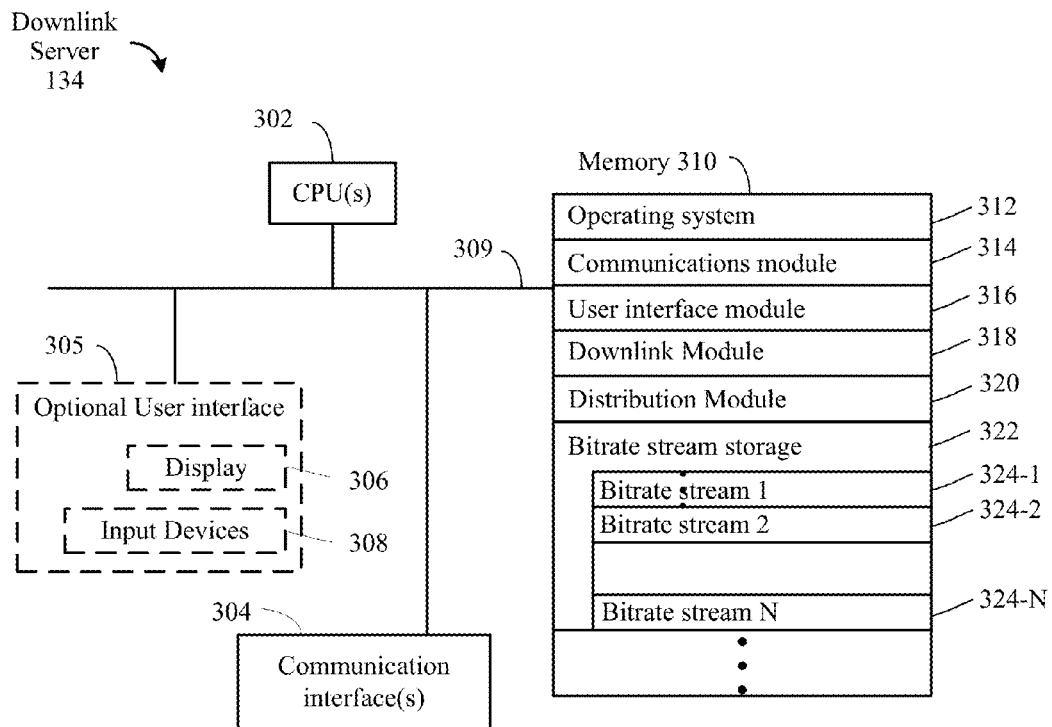 Downlink
Server
134
302
CPU(s)
309
305
Optional User interface
Display
306
Input Devices
308
304
Communication
interface(s)
Memory 310
Operating system
312
Communications module
314
User interface module
316
Downlink Module
318
Distribution Module
320
Bitrate stream storage
322
Bitrate stream 1
324-1
Bitrate stream 2
324-2
Bitrate stream N
324-N